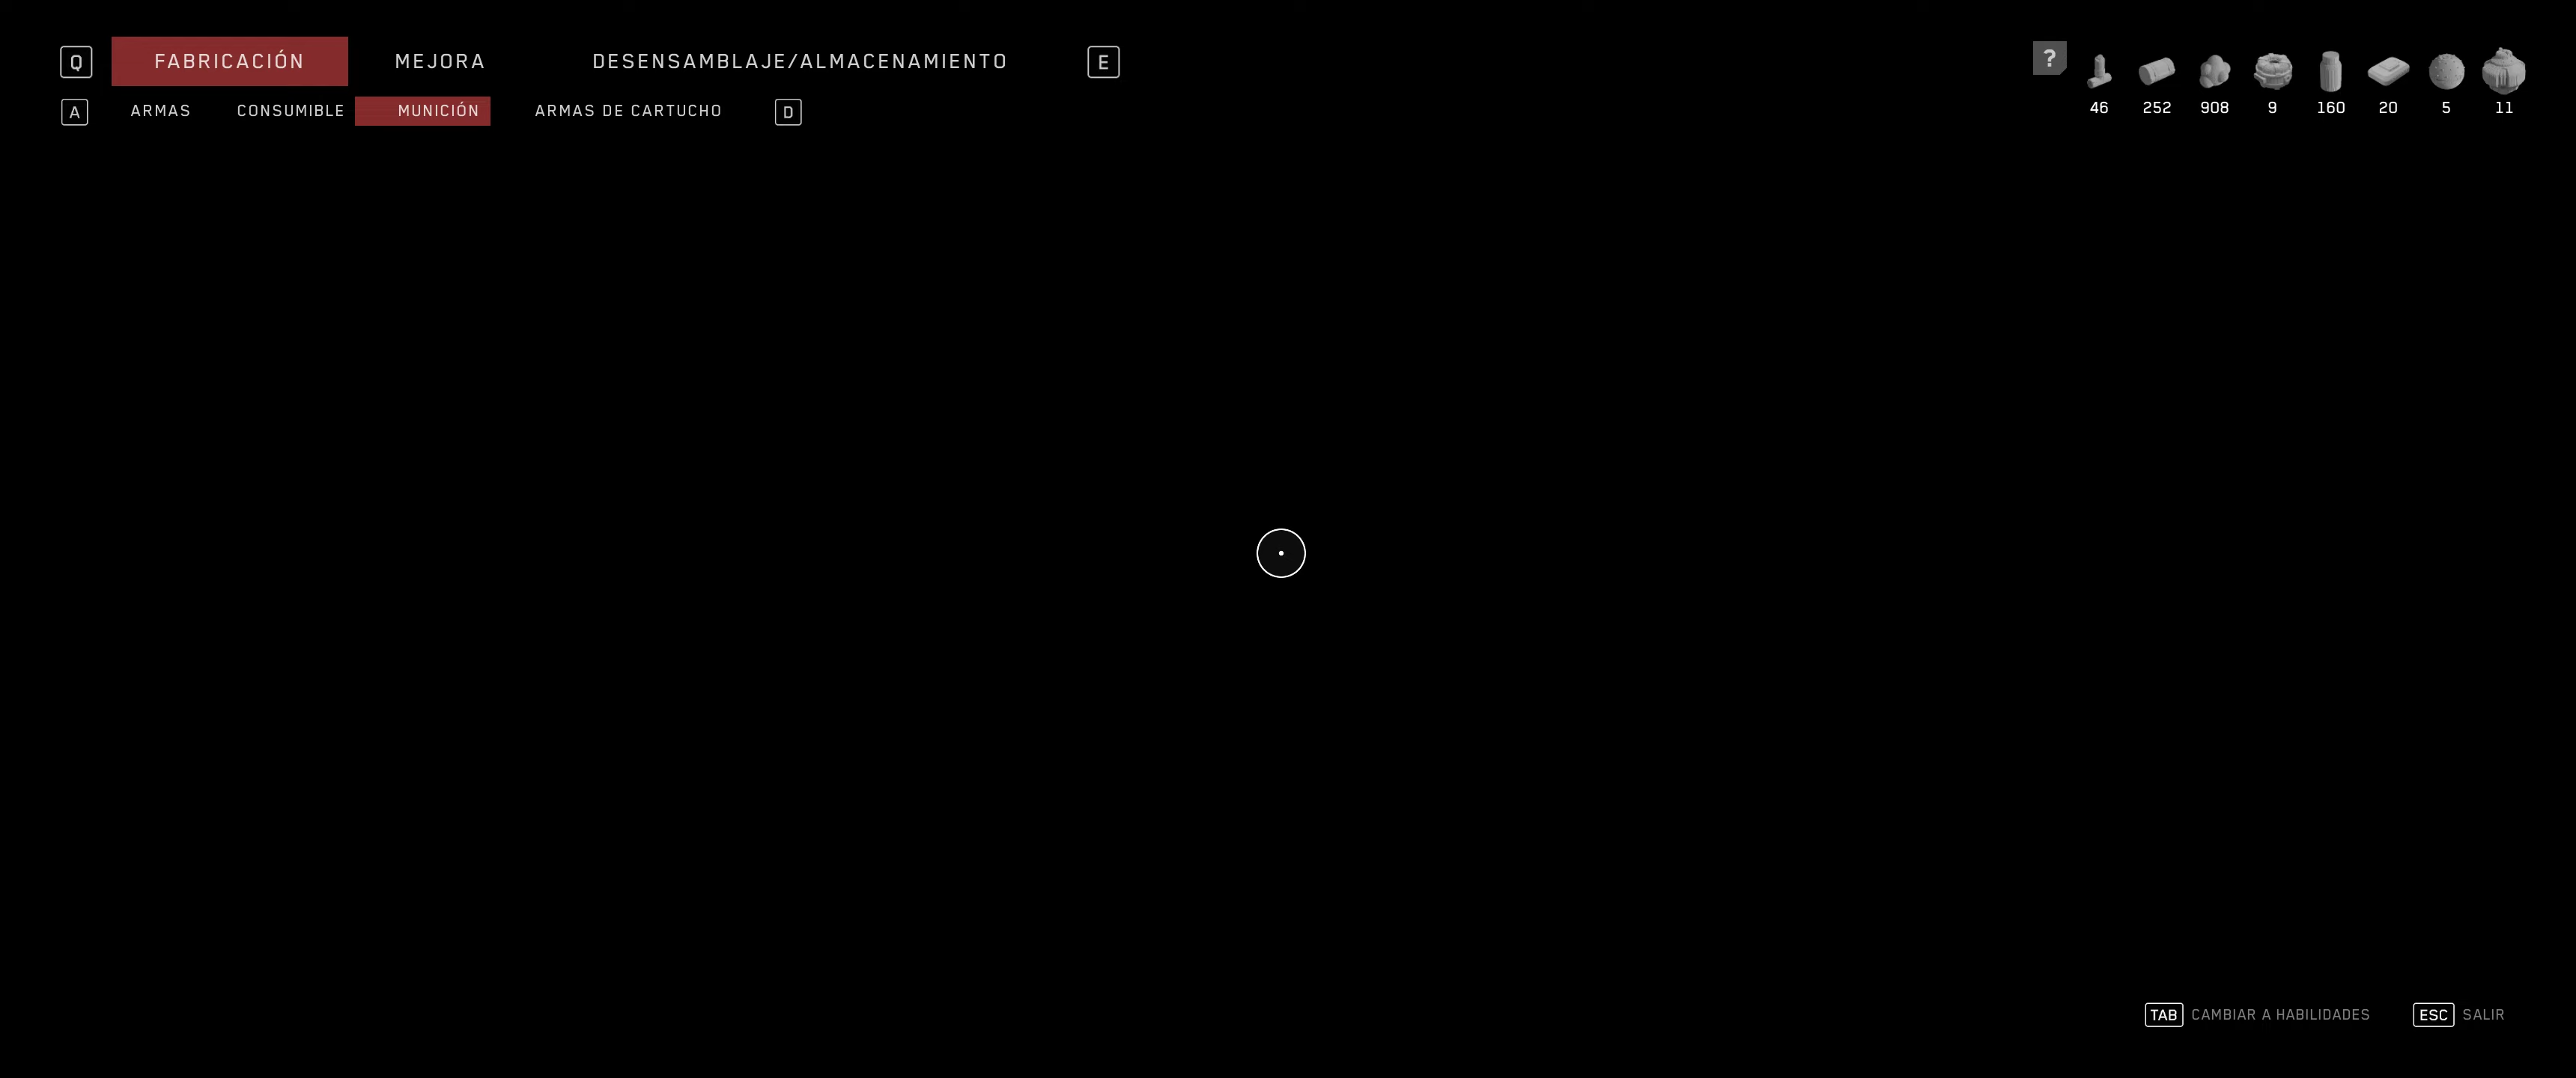 Q FABRICACIÓN MEJORA DESENSAMBLAJE/ALMACENAMIENTO E ?
A ARMAS CONSUMIBLE MUNICIÓN ARMAS DE CARTUCHO D 46 252 908 9 160 20 5 11
TAB CAMBIAR A HABILIDADES ESC SALIR